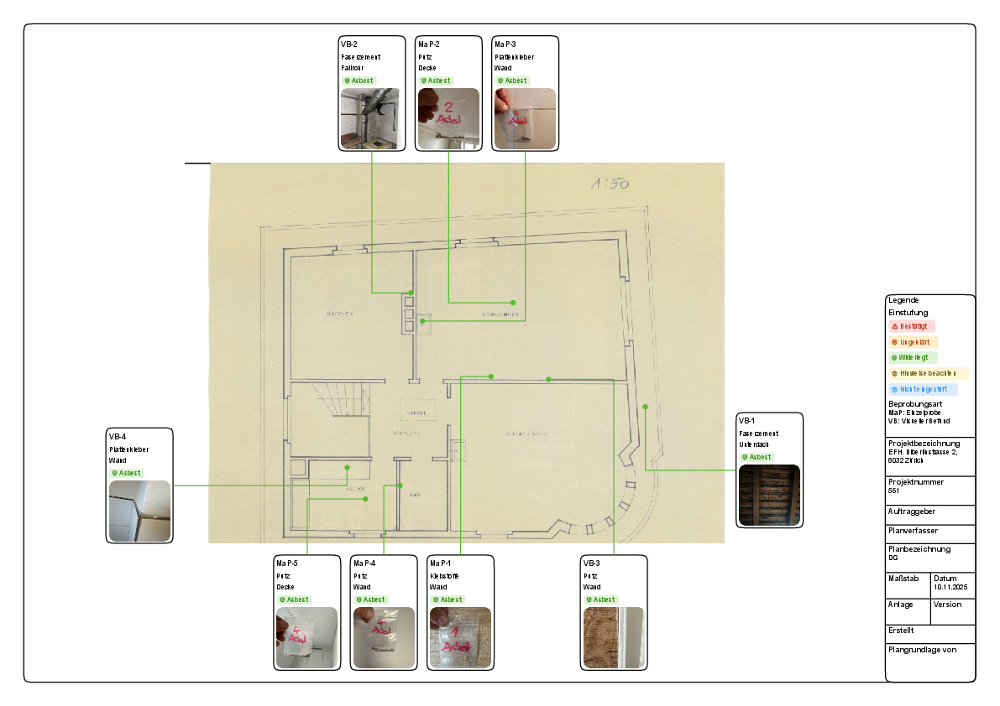 VB-2
Faserzement
Fallrohr
Asbest
MaP-2
Putz
Decke
Asbest
2
Asbest
MaP-3
Plattenkleber
Wand
Asbest
3
Asbest
1:50
MÄDCHEN
WOHNZIMMER
TREPPE
VORPLATZ
SCHLAFZIMMER
KÜCHE
BAD
VB-4
Plattenkleber
Wand
Asbest
VB-1
Faserzement
Unterdach
Asbest
MaP-5
Putz
Decke
Asbest
4
Asbest
MaP-4
Putz
Wand
Asbest
4
Asbest
MaP-1
Klebstoffe
Wand
Asbest
1
Asbest
VB-3
Putz
Wand
Asbest
Legende
Einstufung
Bestätigt
Ungeklärt
Widerlegt
Hinweise beachten
Nicht eingestuft
Beprobungsart
MaP: Einzelprobe
VB: Visueller Befund
Projektbezeichnung
EFH. Biberlinstrasse 2,
8032 Zürich
Projektnummer
561
Auftraggeber
Planverfasser
Planbezeichnung
DG
Maßstab
Datum
10.11.2025
Anlage
Version
Erstellt
Plangrundlage von